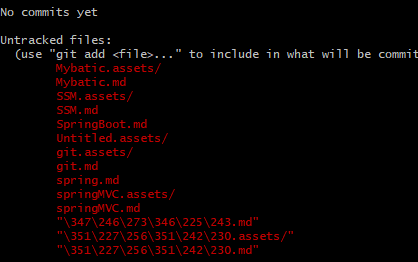 No commits yet
Untracked files:
(use "git add <file>..." to include in what will be commit
Mybatic.assets/
Mybatic.md
SSM.assets/
SSM.md
SpringBoot.md
Untitled.assets/
git.assets/
git.md
spring.md
springMVC.assets/
springMVC.md
"\347\246\273\346\225\243.md"
"\351\227\256\351\242\230.assets/"
"\351\227\256\351\242\230.md"